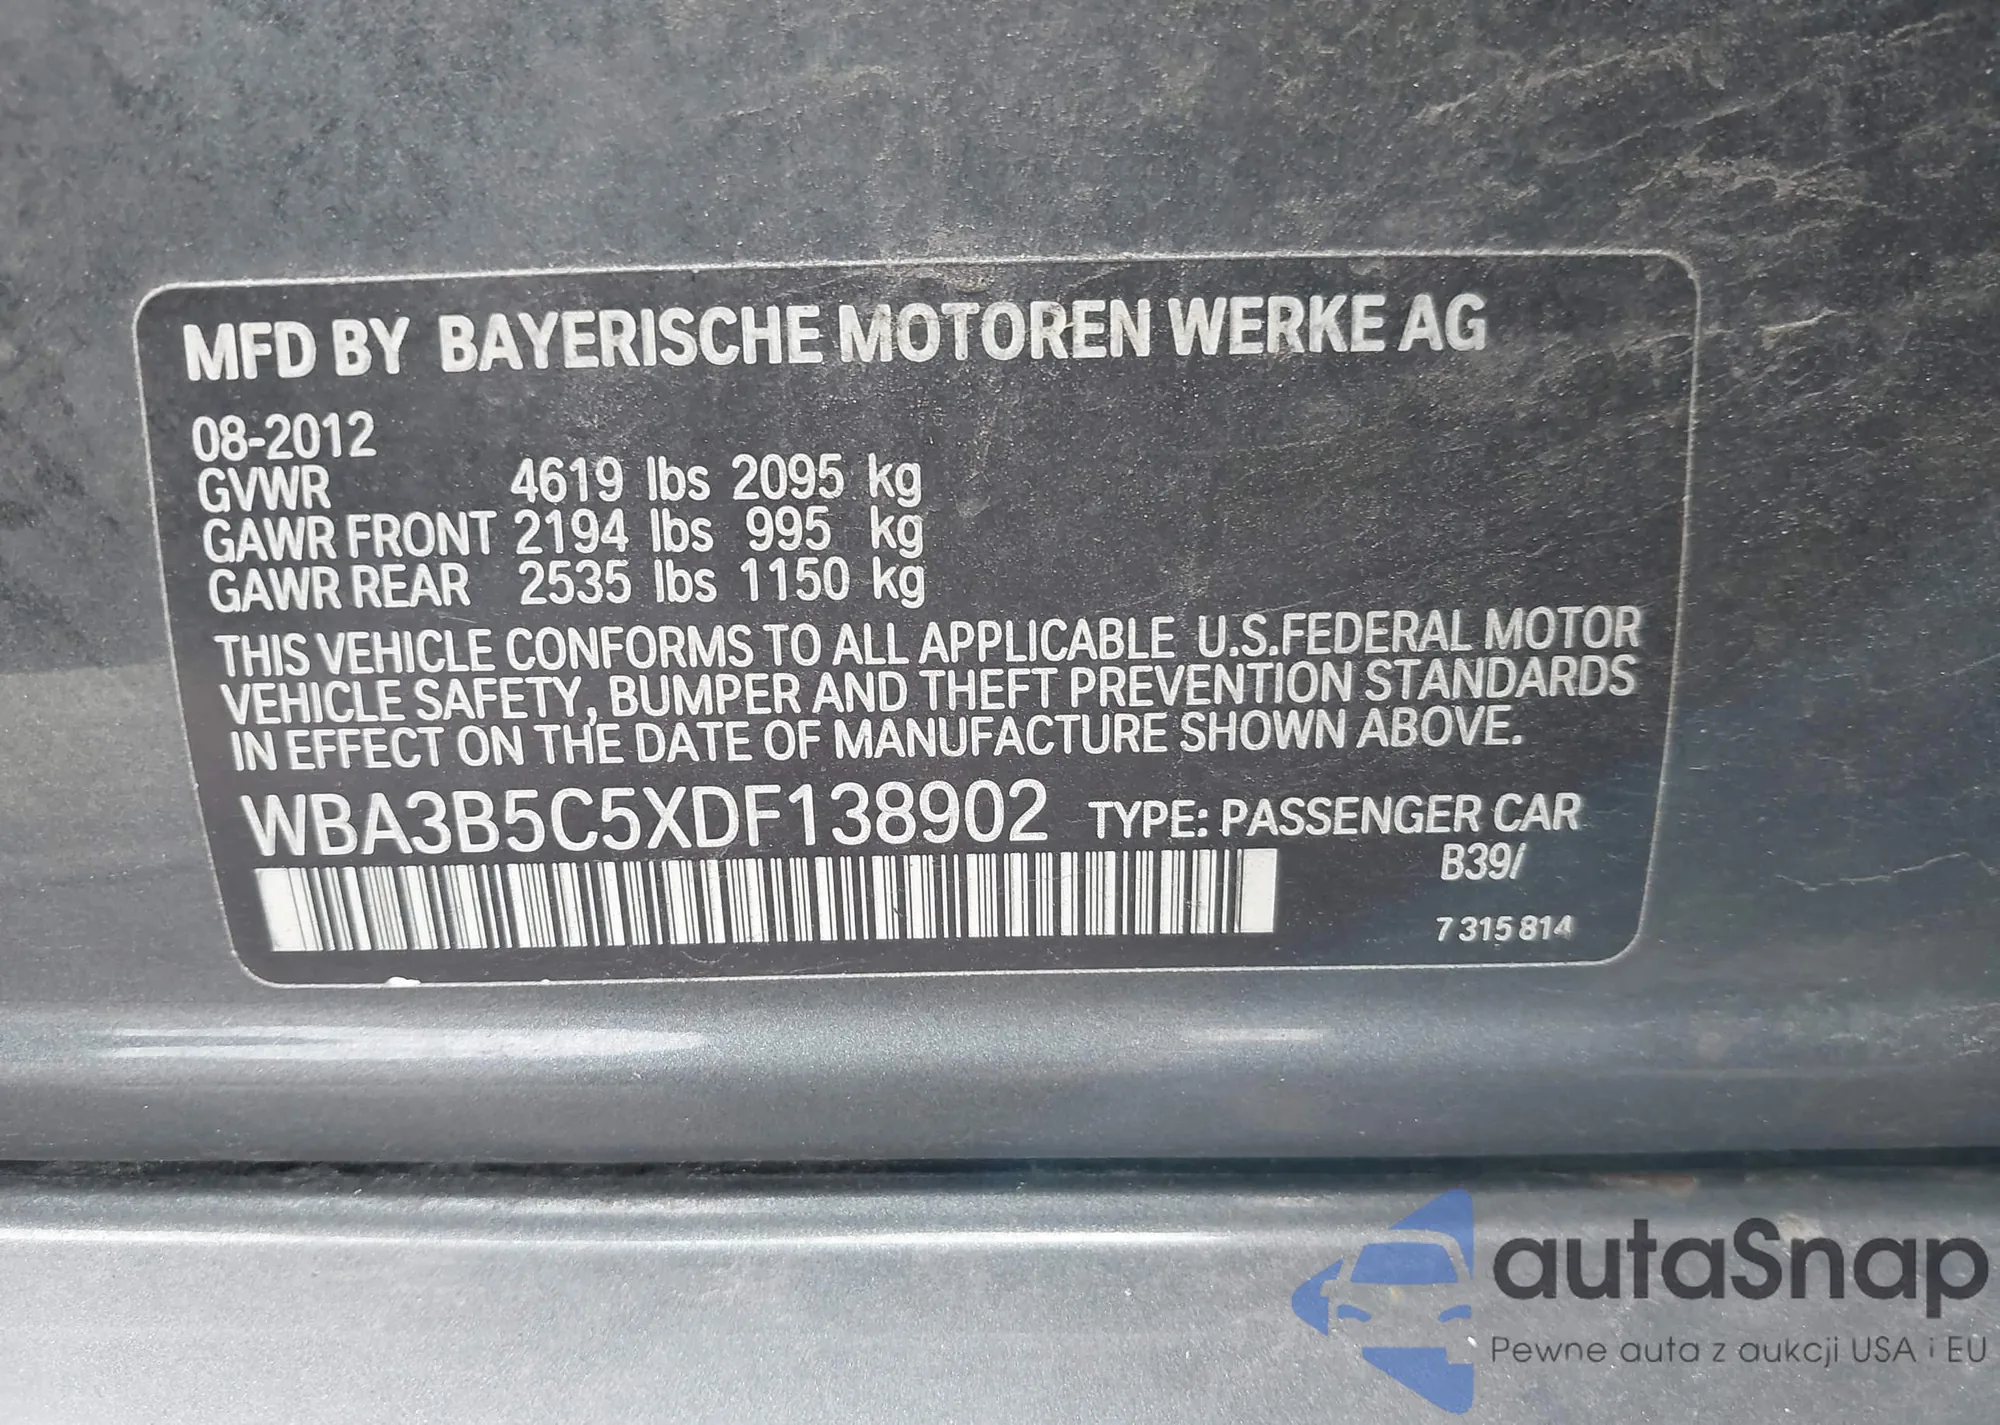 MFD BY BAYERISCHE MOTOREN WERKE AG
08-2012
GVWR 4619 lbs 2095 kg
GAWR FRONT 2194 lbs 995 kg
GAWR REAR 2535 lbs 1150 kg
THIS VEHICLE CONFORMS TO ALL APPLICABLE U.S.FEDERAL MOTOR
VEHICLE SAFETY, BUMPER AND THEFT PREVENTION STANDARDS
IN EFFECT ON THE DATE OF MANUFACTURE SHOWN ABOVE.
WBA3B5C5XDF138902 TYPE: PASSENGER CAR
B39/
7 315 814
autaSnap
Pewne auta z aukcji USA i EU